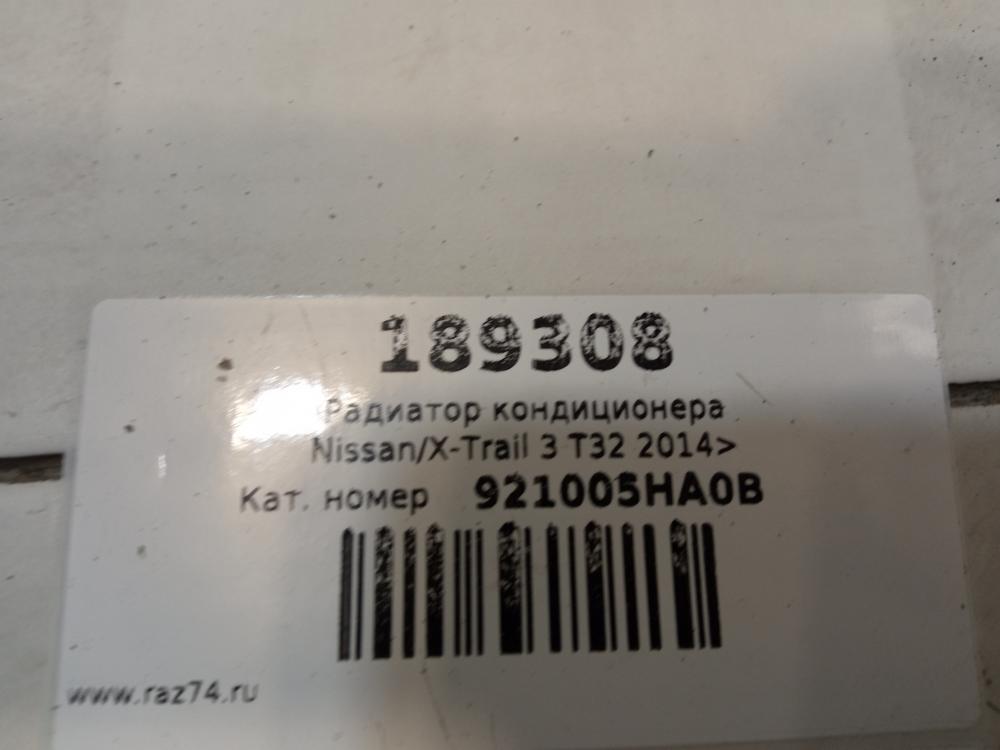 189308
Радиатор кондиционера
Nissan/X-Trail 3 T32 2014>
Кат. номер 921005HA0B
www.raz74.ru